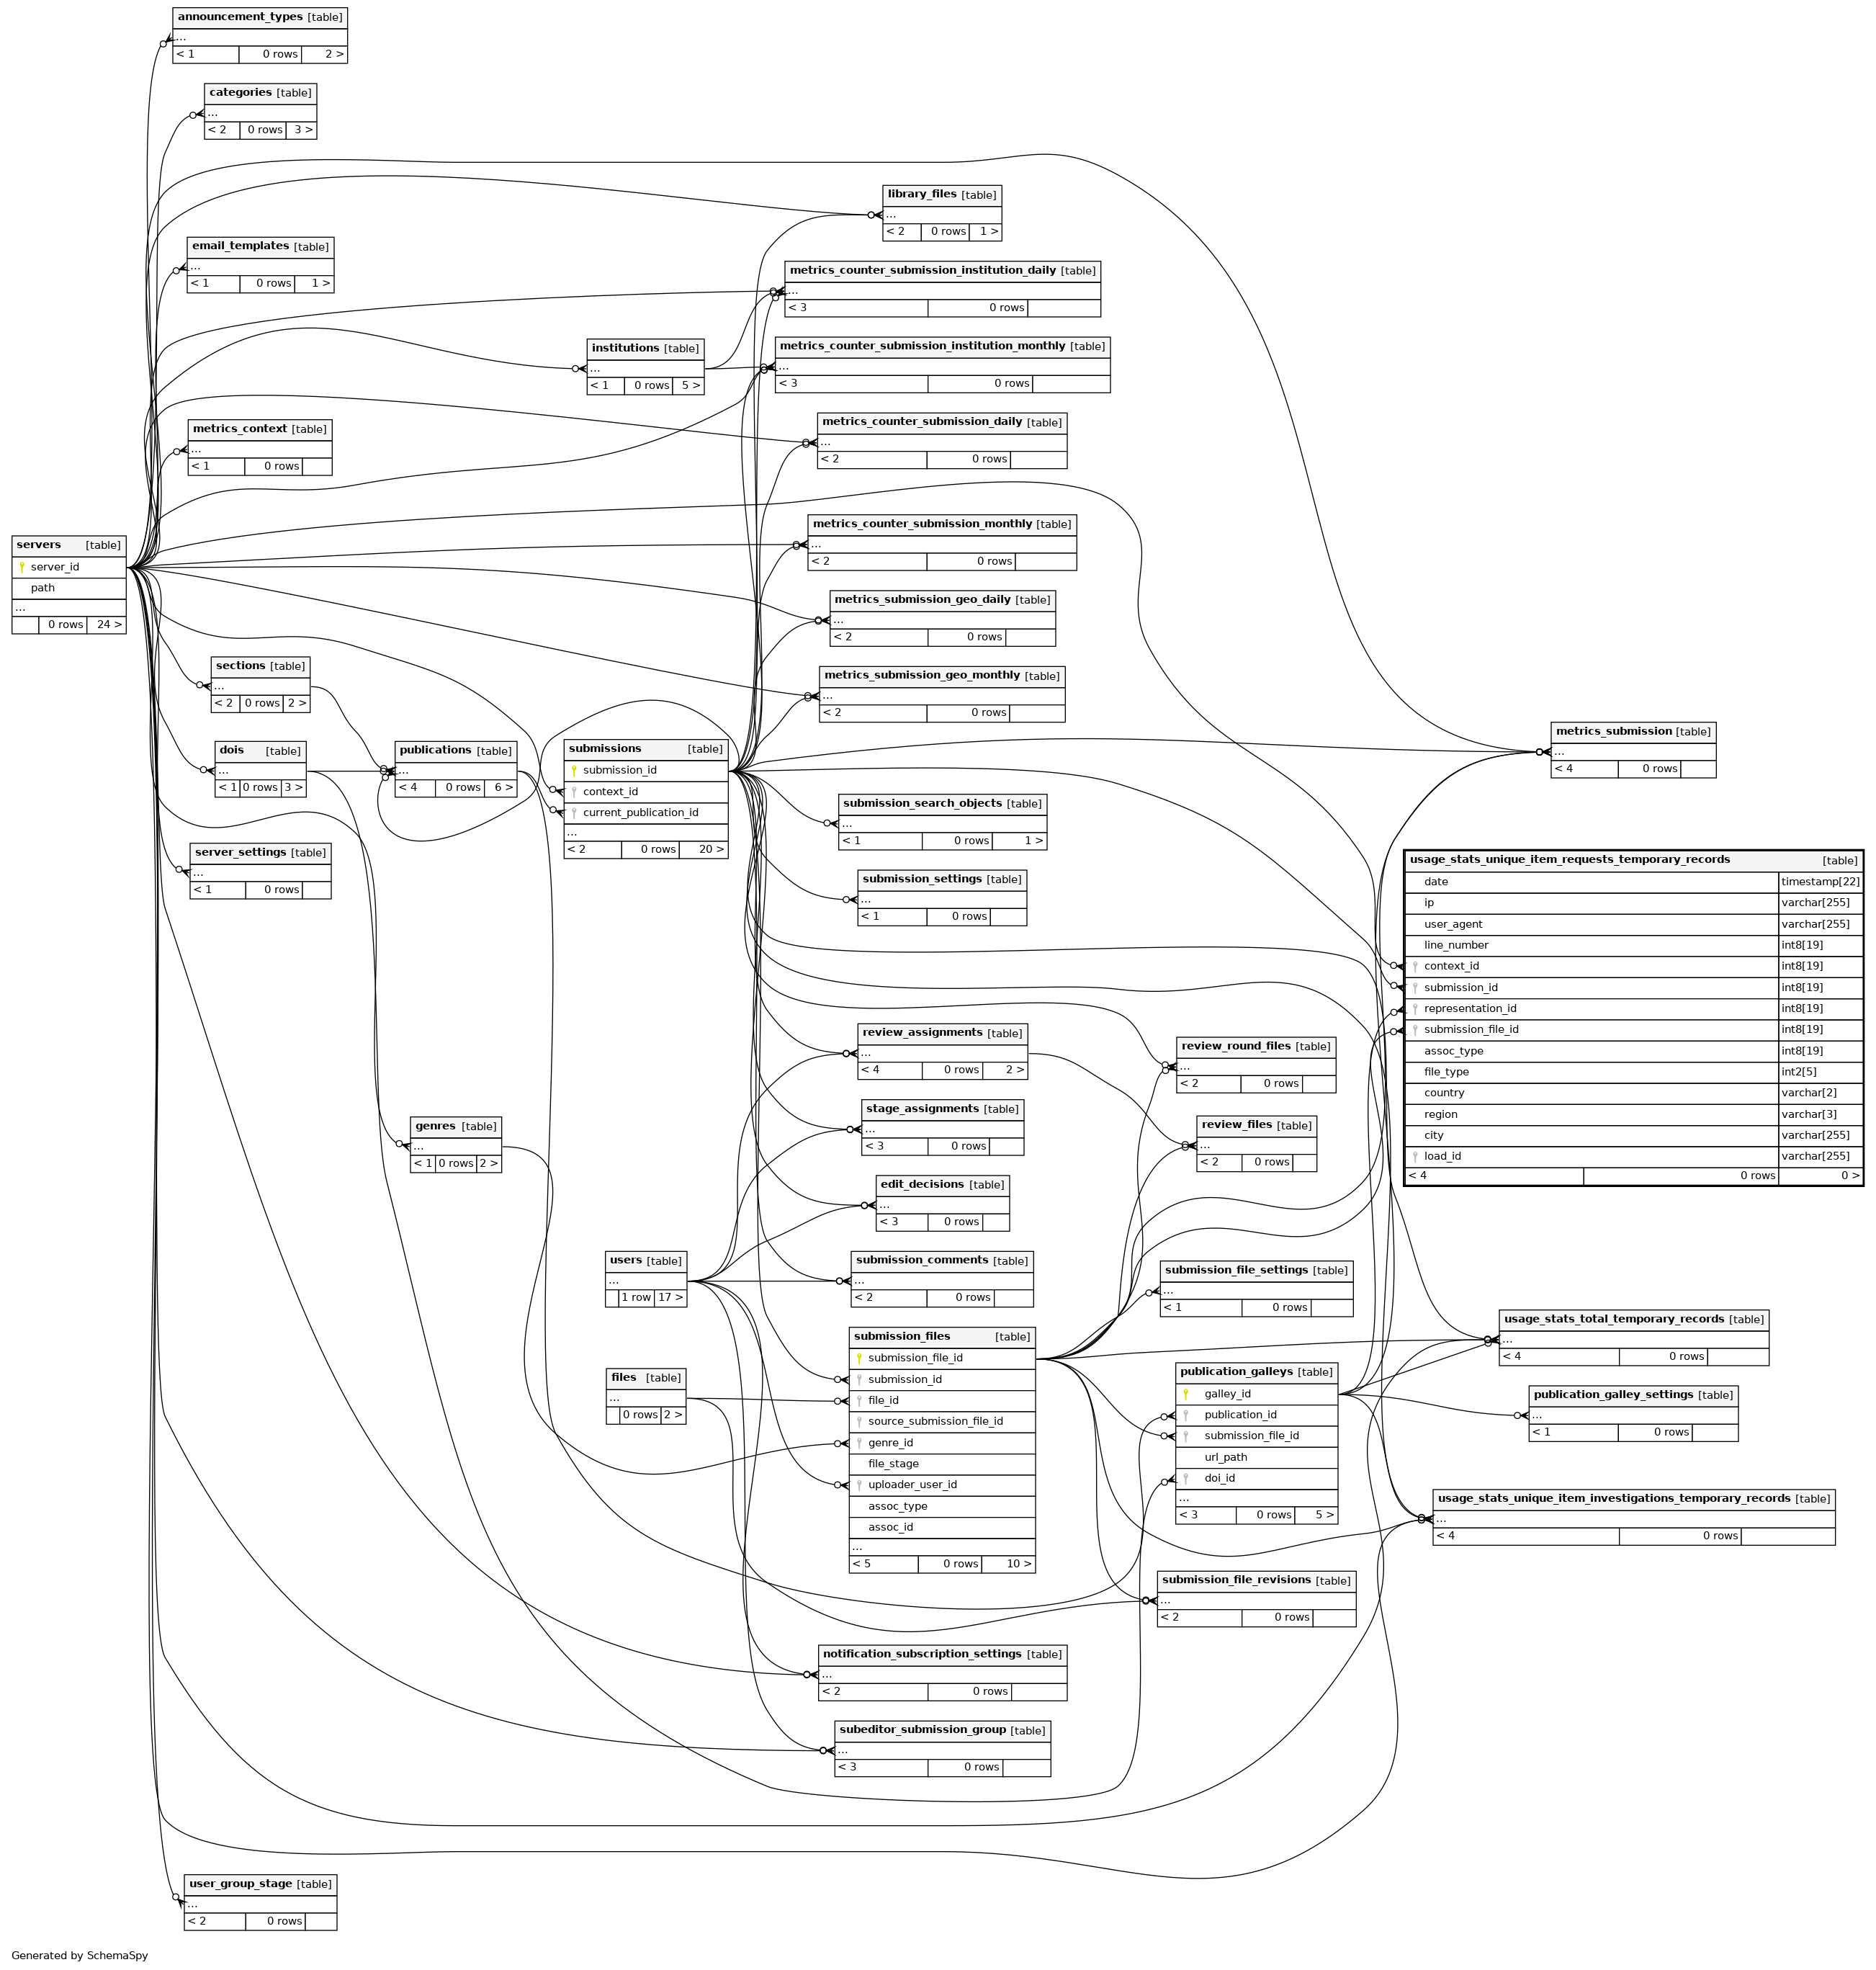 announcement_types [table]
...
< 1 0 rows 2 >
categories [table]
...
< 2 0 rows 3 >
library_files [table]
...
< 2 0 rows 1 >
email_templates [table]
...
< 1 0 rows 1 >
metrics_counter_submission_institution_daily [table]
...
< 3 0 rows
institutions [table]
...
< 1 0 rows 5 >
metrics_counter_submission_institution_monthly [table]
...
< 3 0 rows
metrics_context [table]
...
< 1 0 rows
metrics_counter_submission_daily [table]
...
< 2 0 rows
metrics_counter_submission_monthly [table]
...
< 2 0 rows
servers [table]
server_id
path
...
0 rows 24 >
metrics_submission_geo_daily [table]
...
< 2 0 rows
sections [table]
...
< 2 0 rows 2 >
metrics_submission_geo_monthly [table]
...
< 2 0 rows
metrics_submission [table]
...
< 4 0 rows
dois [table]
...
< 1 0 rows 3 >
publications [table]
...
< 4 0 rows 6 >
submissions [table]
submission_id
context_id
current_publication_id
...
< 2 0 rows 20 >
submission_search_objects [table]
...
< 1 0 rows 1 >
server_settings [table]
...
< 1 0 rows
submission_settings [table]
...
< 1 0 rows
usage_stats_unique_item_requests_temporary_records [table]
date timestamp[22]
ip varchar[255]
user_agent varchar[255]
line_number int8[19]
context_id int8[19]
submission_id int8[19]
representation_id int8[19]
submission_file_id int8[19]
assoc_type int8[19]
file_type int2[5]
country varchar[2]
region varchar[3]
city varchar[255]
load_id varchar[255]
< 4 0 rows 0 >
review_assignments [table]
...
< 4 0 rows 2 >
review_round_files [table]
...
< 2 0 rows
stage_assignments [table]
...
< 3 0 rows
genres [table]
...
< 1 0 rows 2 >
review_files [table]
...
< 2 0 rows
edit_decisions [table]
...
< 3 0 rows
users [table]
...
1 row 17 >
submission_comments [table]
...
< 2 0 rows
submission_file_settings [table]
...
< 1 0 rows
usage_stats_total_temporary_records [table]
...
< 4 0 rows
submission_files [table]
submission_file_id
submission_id
file_id
source_submission_file_id
genre_id
file_stage
uploader_user_id
assoc_type
assoc_id
...
< 5 0 rows 10 >
files [table]
...
0 rows 2 >
publication_galleys [table]
galley_id
publication_id
submission_file_id
url_path
doi_id
...
< 3 0 rows 5 >
publication_galley_settings [table]
...
< 1 0 rows
usage_stats_unique_item_investigations_temporary_records [table]
...
< 4 0 rows
submission_file_revisions [table]
...
< 2 0 rows
notification_subscription_settings [table]
...
< 2 0 rows
subeditor_submission_group [table]
...
< 3 0 rows
user_group_stage [table]
...
< 2 0 rows
Generated by SchemaSpy